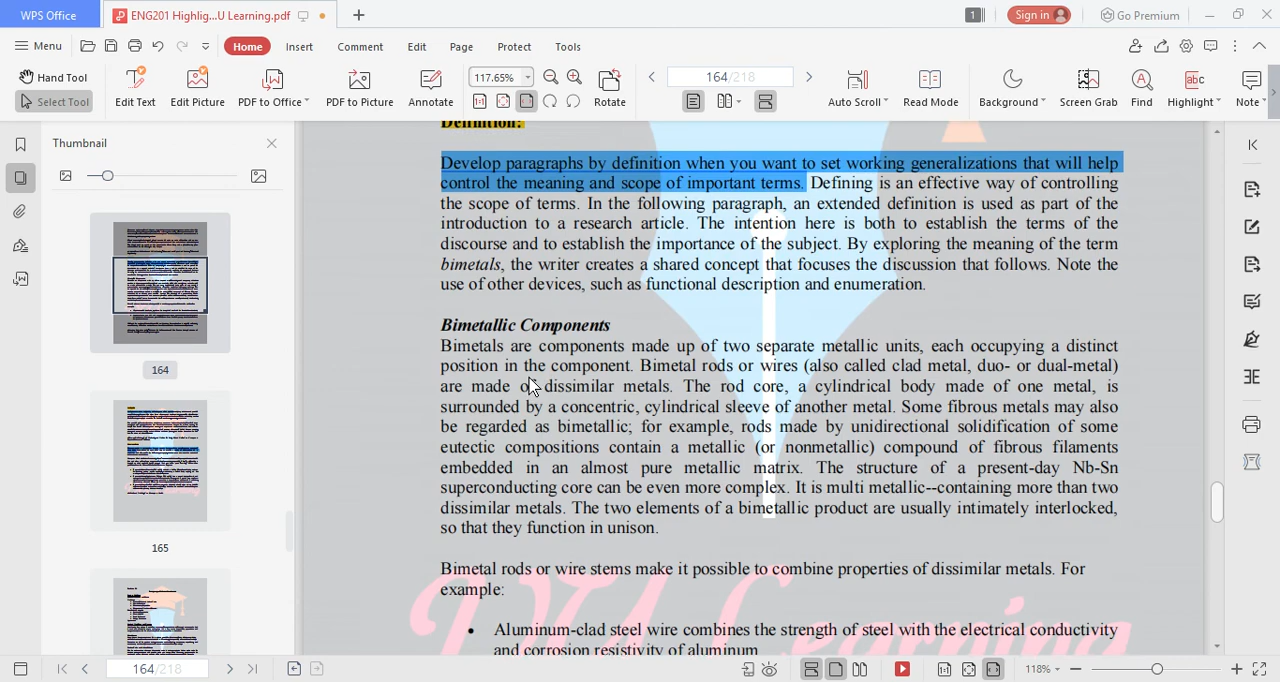 WPS Office
ENG201 Highlig...U Learning.pdf
1
Sign in
Go Premium
Menu
Home
Insert
Comment
Edit
Page
Protect
Tools
Hand Tool
Select Tool
Edit Text
Edit Picture
PDF to Office
PDF to Picture
Annotate
117.65%
Rotate
164/218
Auto Scroll
Read Mode
Background
Screen Grab
Find
Highlight
Note
Thumbnail
164
165
Definition:
Develop paragraphs by definition when you want to set working generalizations that will help
control the meaning and scope of important terms. Defining is an effective way of controlling
the scope of terms. In the following paragraph, an extended definition is used as part of the
introduction to a research article. The intention here is both to establish the terms of the
discourse and to establish the importance of the subject. By exploring the meaning of the term
bimetals, the writer creates a shared concept that focuses the discussion that follows. Note the
use of other devices, such as functional description and enumeration.
Bimetallic Components
Bimetals are components made up of two separate metallic units, each occupying a distinct
position in the component. Bimetal rods or wires (also called clad metal, duo- or dual-metal)
are made of dissimilar metals. The rod core, a cylindrical body made of one metal, is
surrounded by a concentric, cylindrical sleeve of another metal. Some fibrous metals may also
be regarded as bimetallic; for example, rods made by unidirectional solidification of some
eutectic compositions contain a metallic (or nonmetallic) compound of fibrous filaments
embedded in an almost pure metallic matrix. The structure of a present-day Nb-Sn
superconducting core can be even more complex. It is multi metallic--containing more than two
dissimilar metals. The two elements of a bimetallic product are usually intimately interlocked,
so that they function in unison.
Bimetal rods or wire stems make it possible to combine properties of dissimilar metals. For
example:
• Aluminum-clad steel wire combines the strength of steel with the electrical conductivity
and corrosion resistivity of aluminum
Learning
164/218
118%